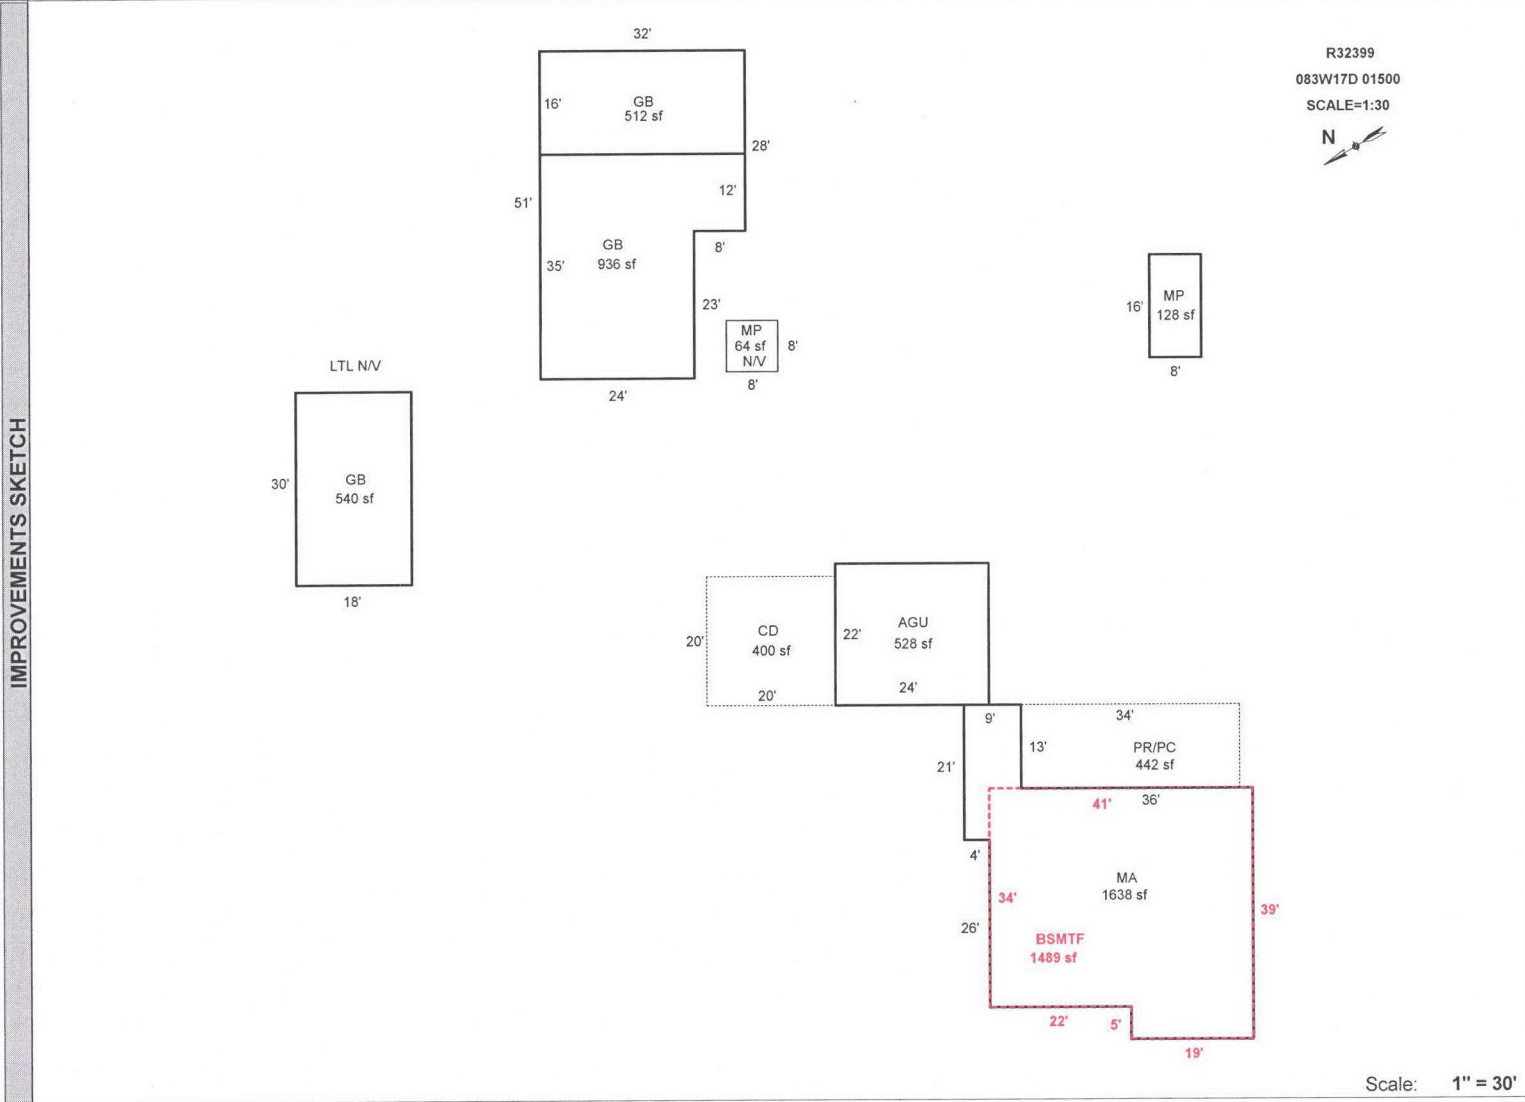 IMPROVEMENTS SKETCH
R32399
083W17D 01500
SCALE=1:30
N
32'
16'
GB
512 sf
28'
51'
12'
8'
GB
936 sf
35'
23'
24'
MP
64 sf
N/V
8'
8'
16'
MP
128 sf
8'
LTL N/V
30'
GB
540 sf
18'
20'
CD
400 sf
20'
22'
AGU
528 sf
24'
9'
34'
13'
PR/PC
442 sf
21'
41'
36'
4'
MA
1638 sf
34'
39'
26'
BSMTF
1489 sf
22'
5'
19'
Scale: 1" = 30'